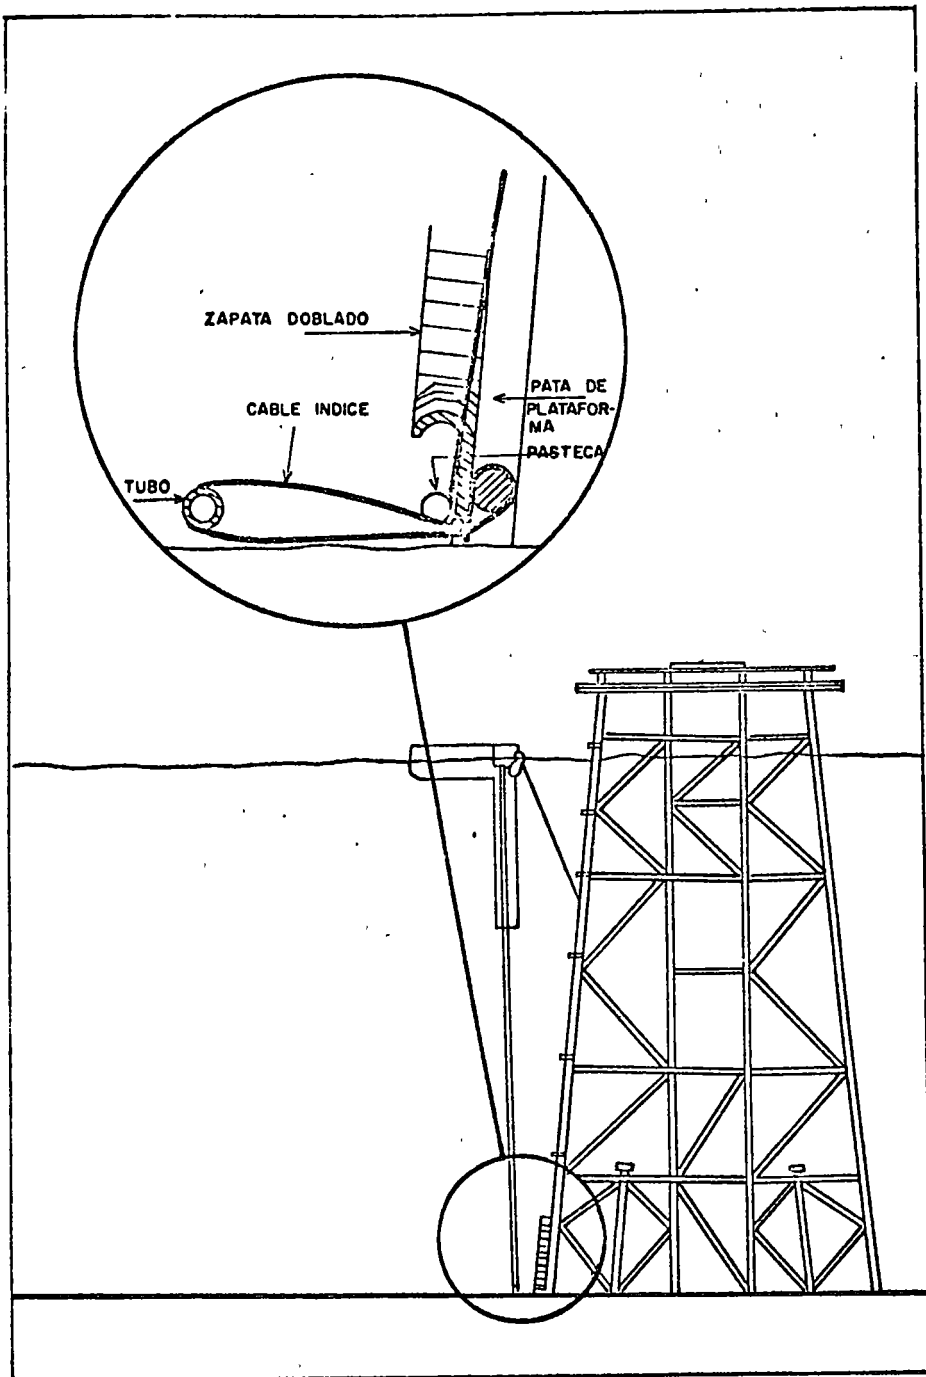 ZAPATA DOBLADO
CABLE INDICE
TUBO
PATA DE
PLATAFOR-
MA
PASTECA